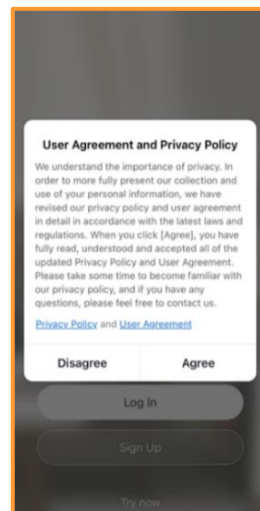 User Agreement and Privacy Policy
We understand the importance of privacy. In
order to more fully present our collection and
use of your personal information, we have
revised our privacy policy and user agreement
in detail in accordance with the latest laws and
regulations. When you click [Agree], you have
fully read, understood and accepted all of the
updated Privacy Policy and User Agreement.
Please take some time to become familiar with
our privacy policy, and if you have any
questions, please feel free to contact us.
Privacy Policy and User Agreement
Disagree Agree
Log In
Sign Up
Try now